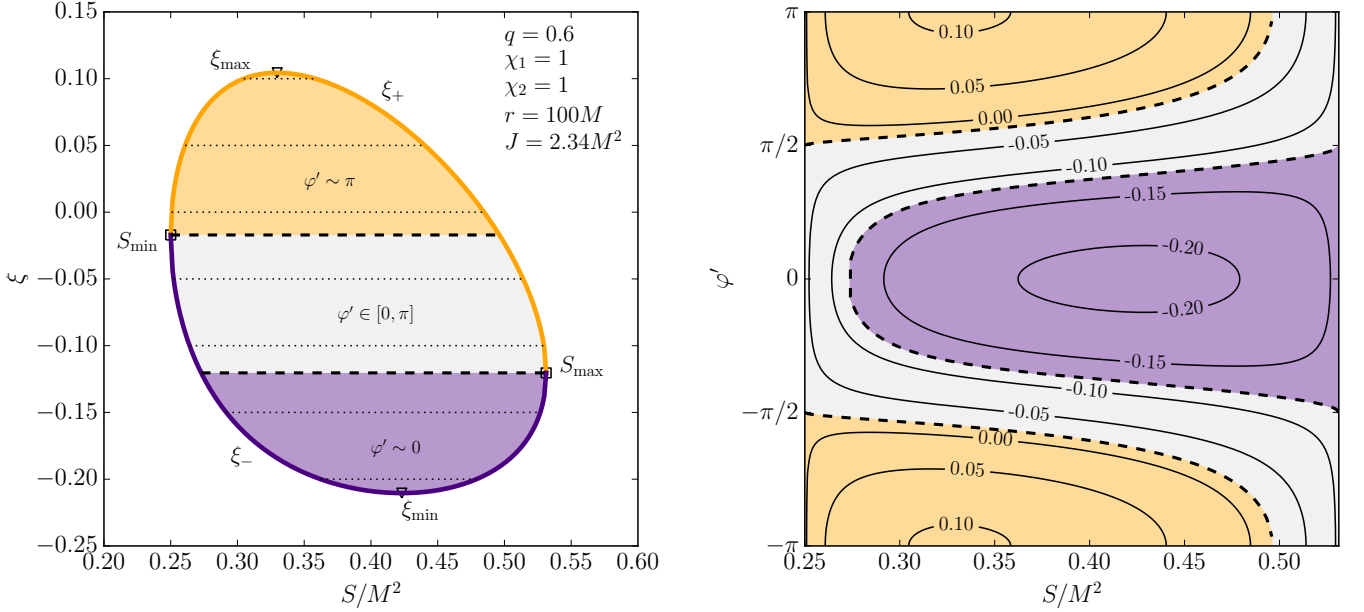 0.15
0.10
0.05
0.00
−0.05
−0.10
−0.15
−0.20
−0.25
ξ
0.20
0.25
0.30
0.35
0.40
0.45
0.50
0.55
0.60
S/M²
q = 0.6
χ₁ = 1
χ₂ = 1
r = 100M
J = 2.34M²
ξ_max
ξ₊
φ′ ∼ π
S_min
φ′ ∈ [0, π]
S_max
φ′ ∼ 0
ξ₋
ξ_min
π
π/2
0
−π/2
−π
φ′
0.25
0.30
0.35
0.40
0.45
0.50
S/M²
0.10
0.05
0.00
-0.05
-0.10
-0.15
-0.20
-0.20
-0.15
-0.10
-0.05
0.00
0.05
0.10